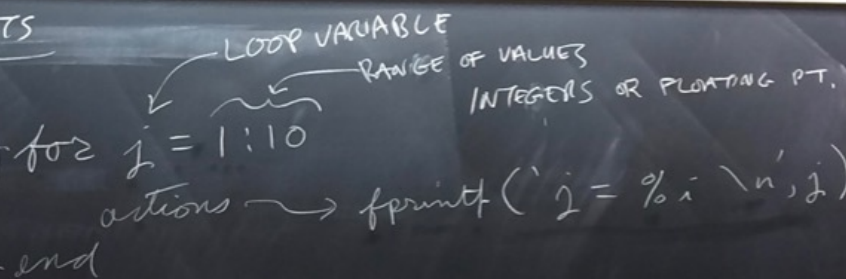 TS
LOOP VARIABLE
RANGE OF VALUES
INTEGERS OR FLOATING PT.
for j = 1:10
actions → fprintf('j = %i \n', j)
end